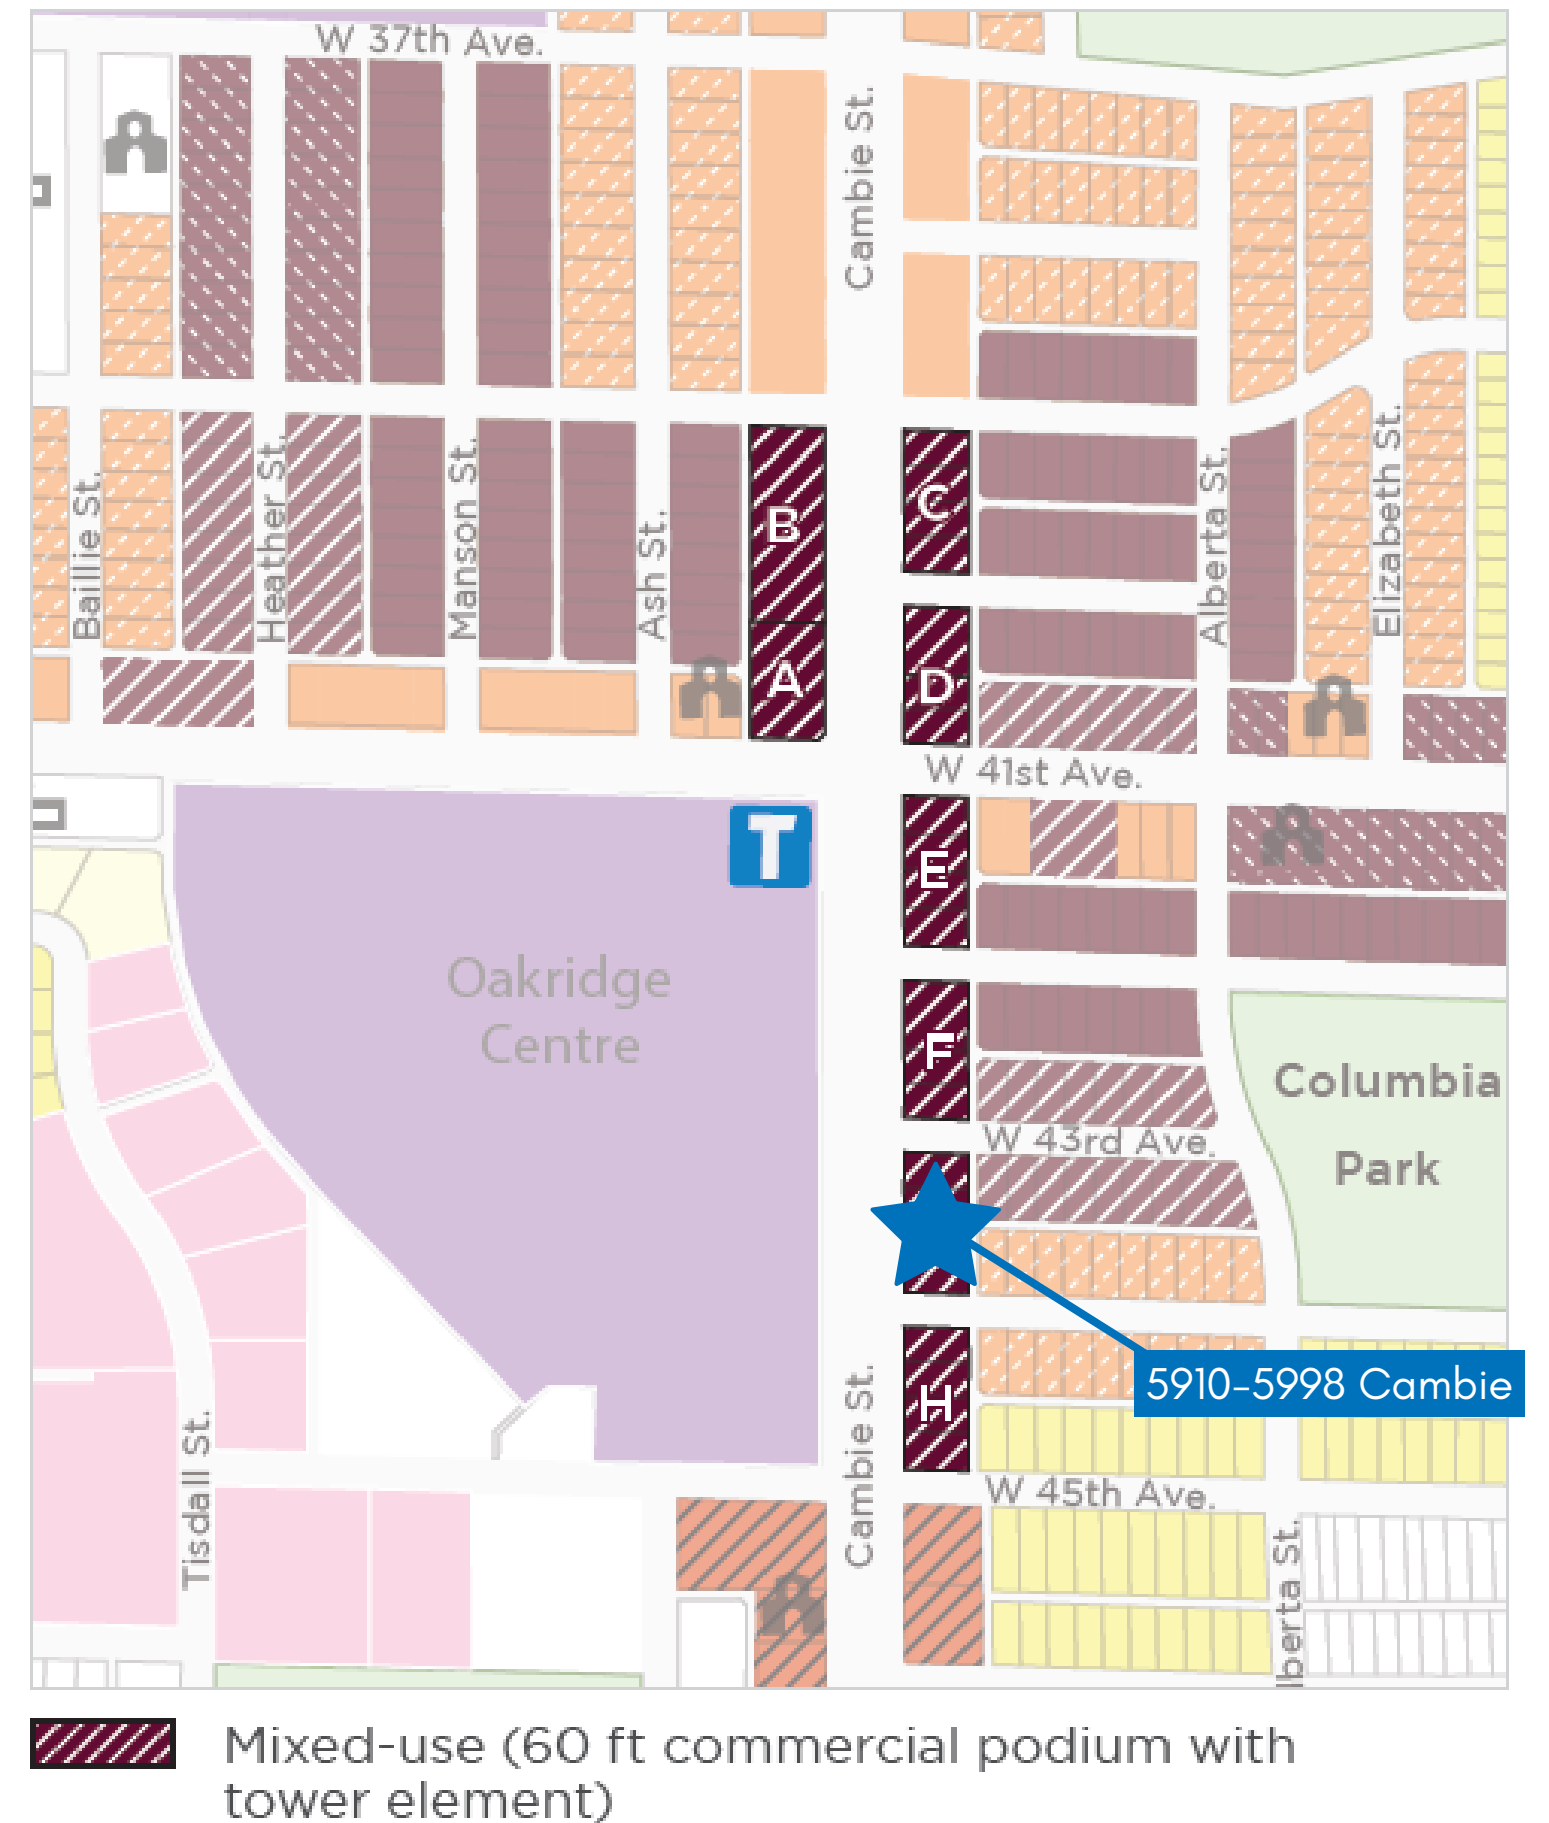 W 37th Ave.
Cambie St.
Baillie St.
Heather St.
Manson St.
Ash St.
B
A
C
D
Alberta St.
Elizabeth St.
W 41st Ave.
T
Oakridge
Centre
E
F
Columbia
Park
W 43rd Ave.
5910-5998 Cambie
H
Cambie St.
Tisdall St.
W 45th Ave.
lberta St.
Mixed-use (60 ft commercial podium with
tower element)